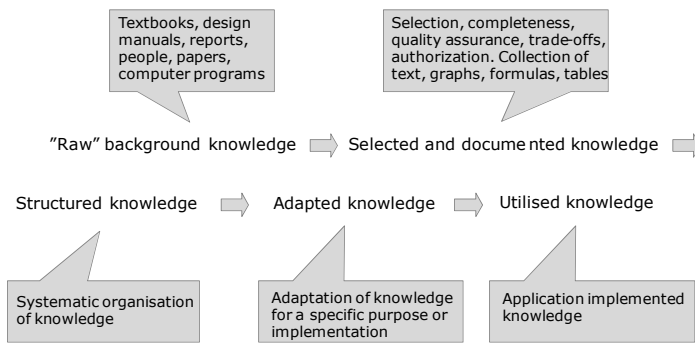 Textbooks, design
manuals, reports,
people, papers,
computer programs
Selection, completeness,
quality assurance, trade-offs,
authorization. Collection of
text, graphs, formulas, tables
”Raw” background knowledge
Selected and documented knowledge
Structured knowledge
Adapted knowledge
Utilised knowledge
Systematic organisation
of knowledge
Adaptation of knowledge
for a specific purpose or
implementation
Application implemented
knowledge